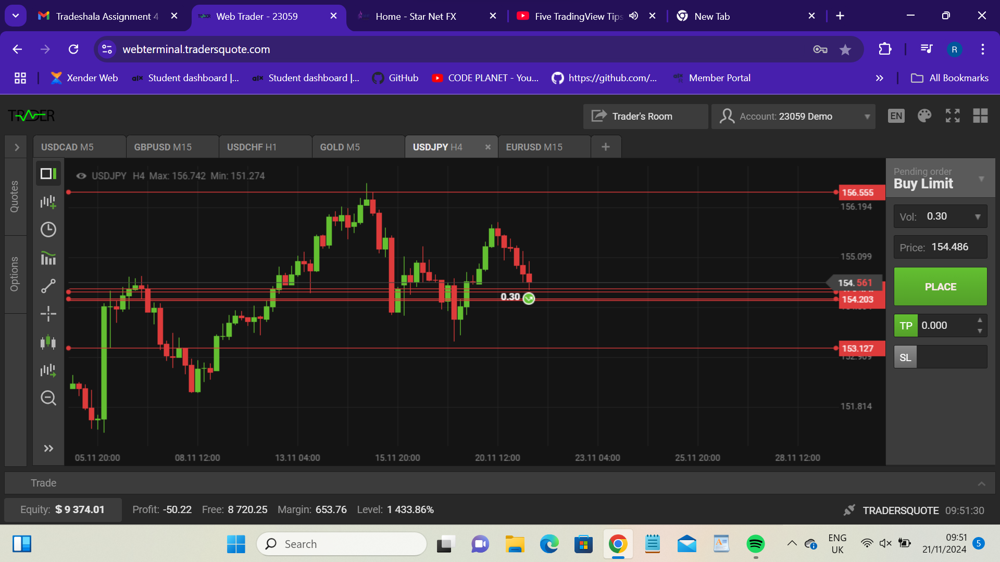 Tradeshala Assignment 4
Web Trader - 23059
Home - Star Net FX
Five TradingView Tips
New Tab
webterminal.tradersquote.com
R
Xender Web
Student dashboard |...
Student dashboard |...
GitHub
CODE PLANET - You...
https://github.com/...
Member Portal
All Bookmarks
TRADER
Trader's Room
Account: 23059 Demo
EN
USDCAD M5
GBPUSD M15
USDCHF H1
GOLD M5
USDJPY H4
EURUSD M15
Quotes
Options
USDJPY H4 Max: 156.742 Min: 151.274
156.555
156.194
155.099
154.561
154.203
153.127
152.909
151.814
0.30
05.11 20:00
08.11 12:00
13.11 04:00
15.11 20:00
20.11 12:00
23.11 04:00
25.11 20:00
28.11 12:00
Pending order
Buy Limit
Vol: 0.30
Price: 154.486
PLACE
TP 0.000
SL
Trade
Equity: $ 9 374.01
Profit: -50.22
Free: 8 720.25
Margin: 653.76
Level: 1 433.86%
TRADERSQUOTE 09:51:30
Search
ENG
UK
09:51
21/11/2024
5